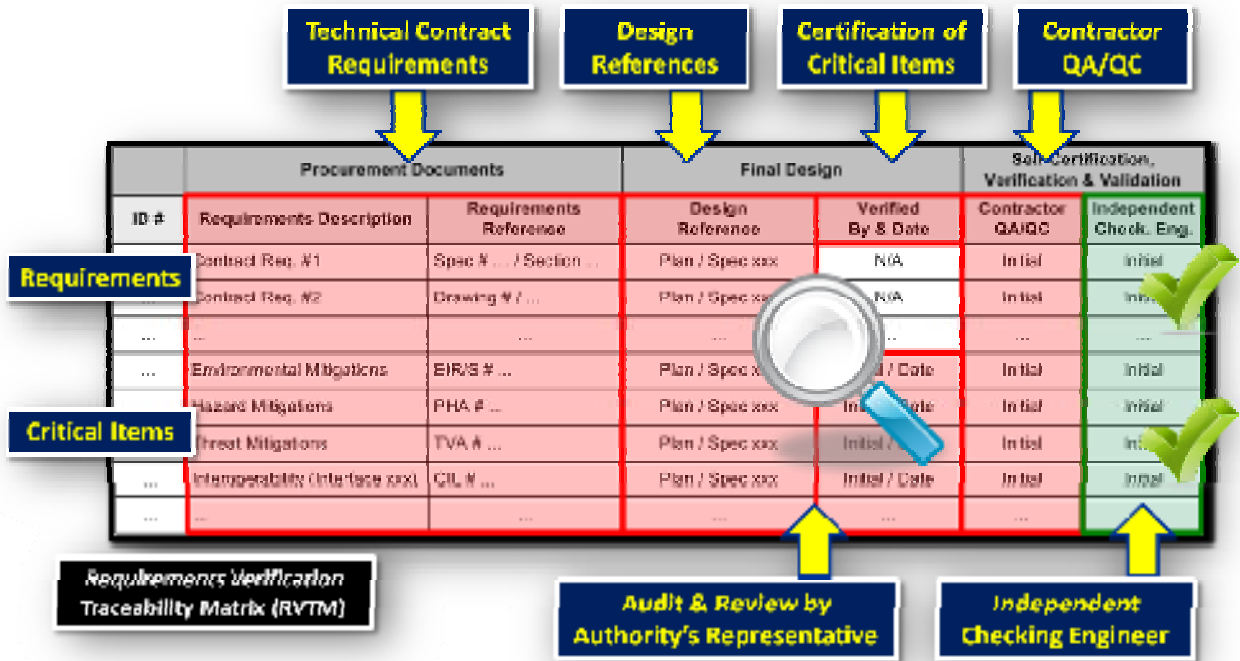 Technical Contract
Requirements
Design
References
Certification of
Critical Items
Contractor
QA/QC
Procurement Documents
Final Design
Self-Certification,
Verification & Validation
ID #
Requirements Description
Requirements
Reference
Design
Reference
Verified
By & Date
Contractor
QA/QC
Independent
Check. Eng.
Requirements
Contract Req. #1 Spec # ... / Section ... Plan / Spec xxx N/A Initial Initial
Contract Req. #2 Drawing # / ... Plan / Spec xxx N/A Initial
... ... ... ... ... ...
... Environmental Mitigations EIR/S # ... Plan / Spec xxx / Date Initial Initial
Critical Items
Hazard Mitigations PHA # ... Plan / Spec xxx Initial Initial
Threat Mitigations TVA # ... Plan / Spec xxx Initial / Initial
... Interoperability (Interface xxx) CIL # ... Plan / Spec xxx Initial / Date Initial Initial
... ... ... ... ... ... ...
Requirements Verification
Traceability Matrix (RVTM)
Audit & Review by
Authority's Representative
Independent
Checking Engineer